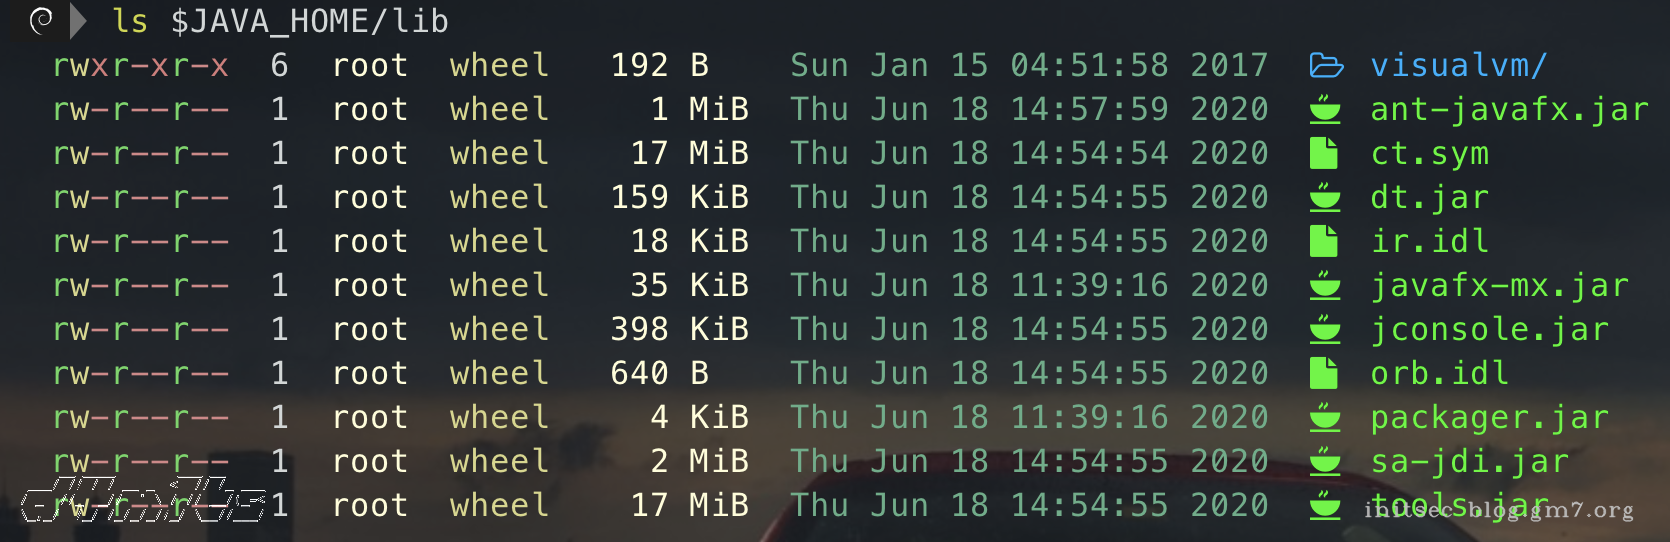 ls $JAVA_HOME/lib
rwxr-xr-x 6 root wheel 192 B Sun Jan 15 04:51:58 2017 visualvm/
rw-r--r-- 1 root wheel 1 MiB Thu Jun 18 14:57:59 2020 ant-javafx.jar
rw-r--r-- 1 root wheel 17 MiB Thu Jun 18 14:54:54 2020 ct.sym
rw-r--r-- 1 root wheel 159 KiB Thu Jun 18 14:54:55 2020 dt.jar
rw-r--r-- 1 root wheel 18 KiB Thu Jun 18 14:54:55 2020 ir.idl
rw-r--r-- 1 root wheel 35 KiB Thu Jun 18 11:39:16 2020 javafx-mx.jar
rw-r--r-- 1 root wheel 398 KiB Thu Jun 18 14:54:55 2020 jconsole.jar
rw-r--r-- 1 root wheel 640 B Thu Jun 18 14:54:55 2020 orb.idl
rw-r--r-- 1 root wheel 4 KiB Thu Jun 18 11:39:16 2020 packager.jar
rw-r--r-- 1 root wheel 2 MiB Thu Jun 18 14:54:55 2020 sa-jdi.jar
rw-r--r-- 1 root wheel 17 MiB Thu Jun 18 14:54:55 2020 tools.jar
initsec blog.gm7.org